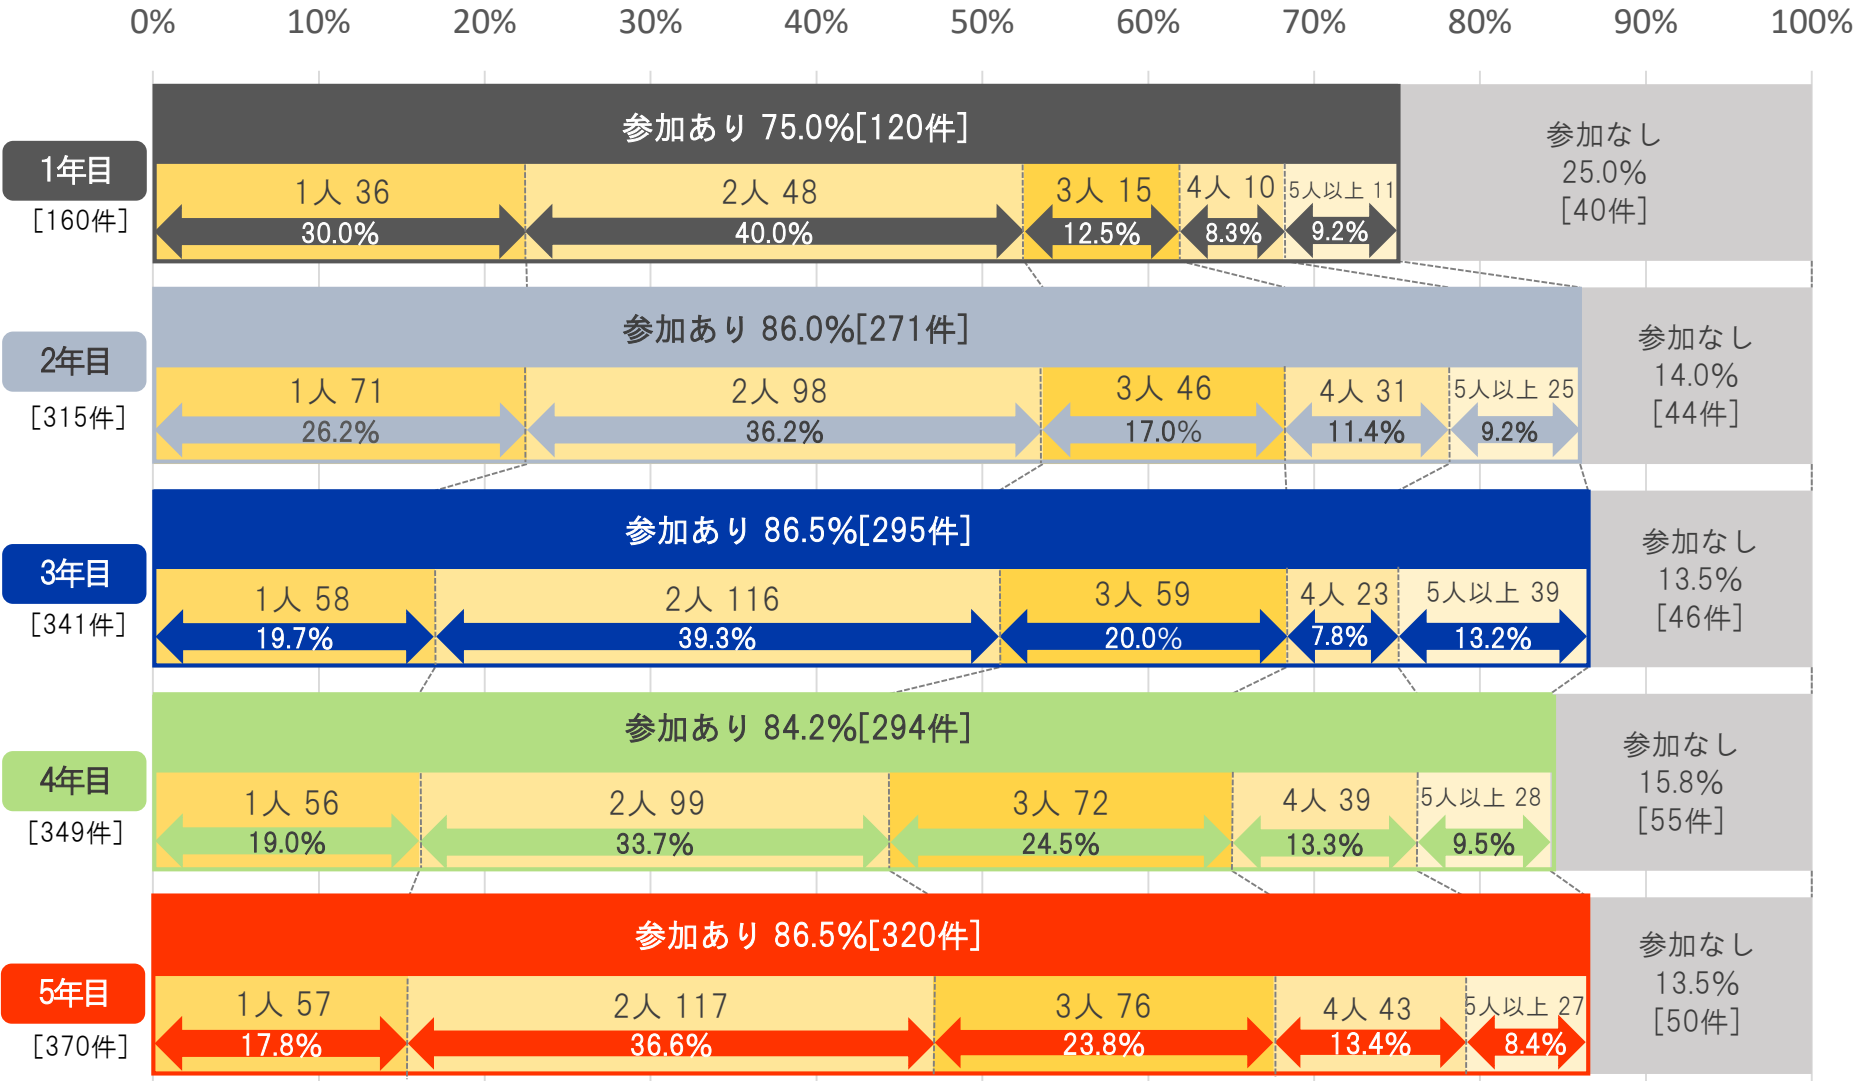 0% 10% 20% 30% 40% 50% 60% 70% 80% 90% 100%
1年目
[160件]
参加あり 75.0%[120件]
1人 36 2人 48 3人 15 4人 10 5人以上 11
30.0% 40.0% 12.5% 8.3% 9.2%
参加なし
25.0%
[40件]
2年目
[315件]
参加あり 86.0%[271件]
1人 71 2人 98 3人 46 4人 31 5人以上 25
26.2% 36.2% 17.0% 11.4% 9.2%
参加なし
14.0%
[44件]
3年目
[341件]
参加あり 86.5%[295件]
1人 58 2人 116 3人 59 4人 23 5人以上 39
19.7% 39.3% 20.0% 7.8% 13.2%
参加なし
13.5%
[46件]
4年目
[349件]
参加あり 84.2%[294件]
1人 56 2人 99 3人 72 4人 39 5人以上 28
19.0% 33.7% 24.5% 13.3% 9.5%
参加なし
15.8%
[55件]
5年目
[370件]
参加あり 86.5%[320件]
1人 57 2人 117 3人 76 4人 43 5人以上 27
17.8% 36.6% 23.8% 13.4% 8.4%
参加なし
13.5%
[50件]